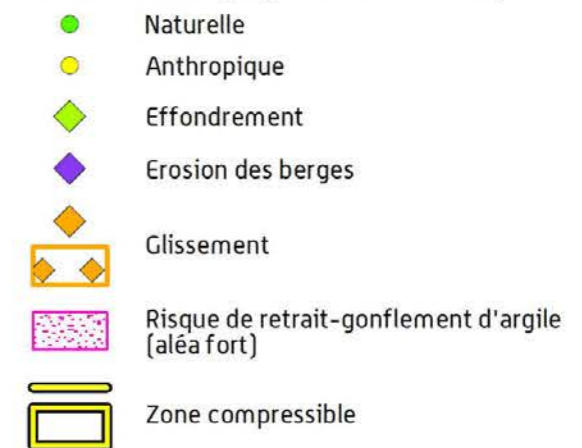 Naturelle
Anthropique
Effondrement
Erosion des berges
Glissement
Risque de retrait-gonflement d'argile
(aléa fort)
Zone compressible